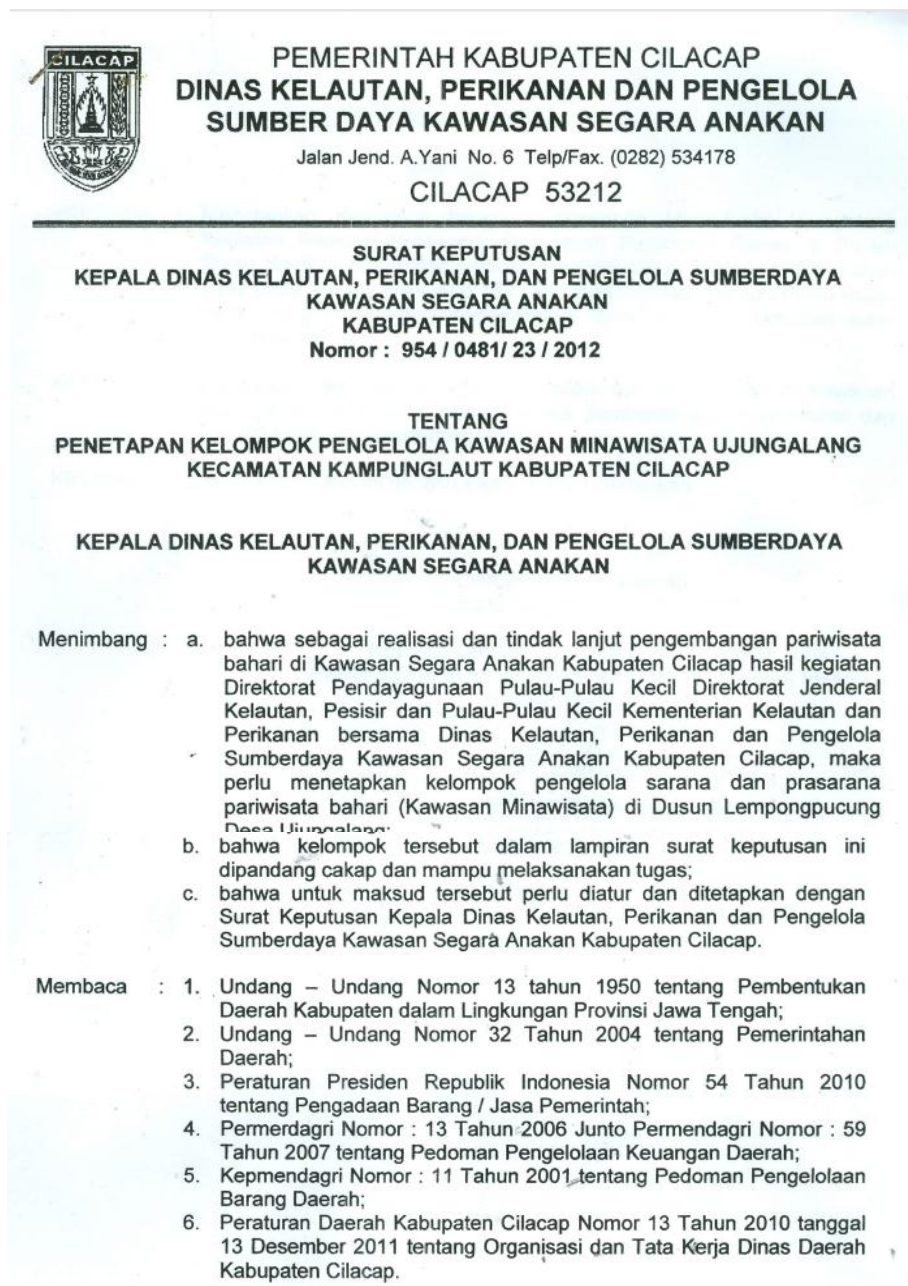 CILACAP
PEMERINTAH KABUPATEN CILACAP
DINAS KELAUTAN, PERIKANAN DAN PENGELOLA
SUMBER DAYA KAWASAN SEGARA ANAKAN
Jalan Jend. A.Yani No. 6 Telp/Fax. (0282) 534178
CILACAP 53212
SURAT KEPUTUSAN
KEPALA DINAS KELAUTAN, PERIKANAN, DAN PENGELOLA SUMBERDAYA
KAWASAN SEGARA ANAKAN
KABUPATEN CILACAP
Nomor : 954 / 0481/ 23 / 2012
TENTANG
PENETAPAN KELOMPOK PENGELOLA KAWASAN MINAWISATA UJUNGALANG
KECAMATAN KAMPUNGLAUT KABUPATEN CILACAP
KEPALA DINAS KELAUTAN, PERIKANAN, DAN PENGELOLA SUMBERDAYA
KAWASAN SEGARA ANAKAN
Menimbang : a. bahwa sebagai realisasi dan tindak lanjut pengembangan pariwisata
bahari di Kawasan Segara Anakan Kabupaten Cilacap hasil kegiatan
Direktorat Pendayagunaan Pulau-Pulau Kecil Direktorat Jenderal
Kelautan, Pesisir dan Pulau-Pulau Kecil Kementerian Kelautan dan
Perikanan bersama Dinas Kelautan, Perikanan dan Pengelola
Sumberdaya Kawasan Segara Anakan Kabupaten Cilacap, maka
perlu menetapkan kelompok pengelola sarana dan prasarana
pariwisata bahari (Kawasan Minawisata) di Dusun Lempongpucung
Desa Ujungalang;
b. bahwa kelompok tersebut dalam lampiran surat keputusan ini
dipandang cakap dan mampu melaksanakan tugas;
c. bahwa untuk maksud tersebut perlu diatur dan ditetapkan dengan
Surat Keputusan Kepala Dinas Kelautan, Perikanan dan Pengelola
Sumberdaya Kawasan Segara Anakan Kabupaten Cilacap.
Membaca : 1. Undang – Undang Nomor 13 tahun 1950 tentang Pembentukan
Daerah Kabupaten dalam Lingkungan Provinsi Jawa Tengah;
2. Undang – Undang Nomor 32 Tahun 2004 tentang Pemerintahan
Daerah;
3. Peraturan Presiden Republik Indonesia Nomor 54 Tahun 2010
tentang Pengadaan Barang / Jasa Pemerintah;
4. Permerdagri Nomor : 13 Tahun 2006 Junto Permendagri Nomor : 59
Tahun 2007 tentang Pedoman Pengelolaan Keuangan Daerah;
5. Kepmendagri Nomor : 11 Tahun 2001 tentang Pedoman Pengelolaan
Barang Daerah;
6. Peraturan Daerah Kabupaten Cilacap Nomor 13 Tahun 2010 tanggal
13 Desember 2011 tentang Organisasi dan Tata Kerja Dinas Daerah
Kabupaten Cilacap.